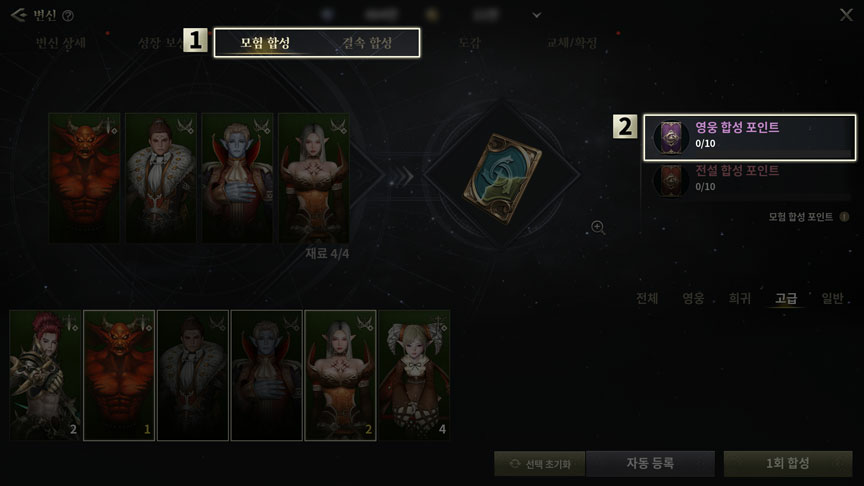 변신
변신 상세
성장 보상
1
모험 합성
결속 합성
도감
교체/확정
2
영웅 합성 포인트
0/10
전설 합성 포인트
0/10
모험 합성 포인트
재료 4/4
전체
영웅
희귀
고급
일반
2
1
2
4
선택 초기화
자동 등록
1회 합성